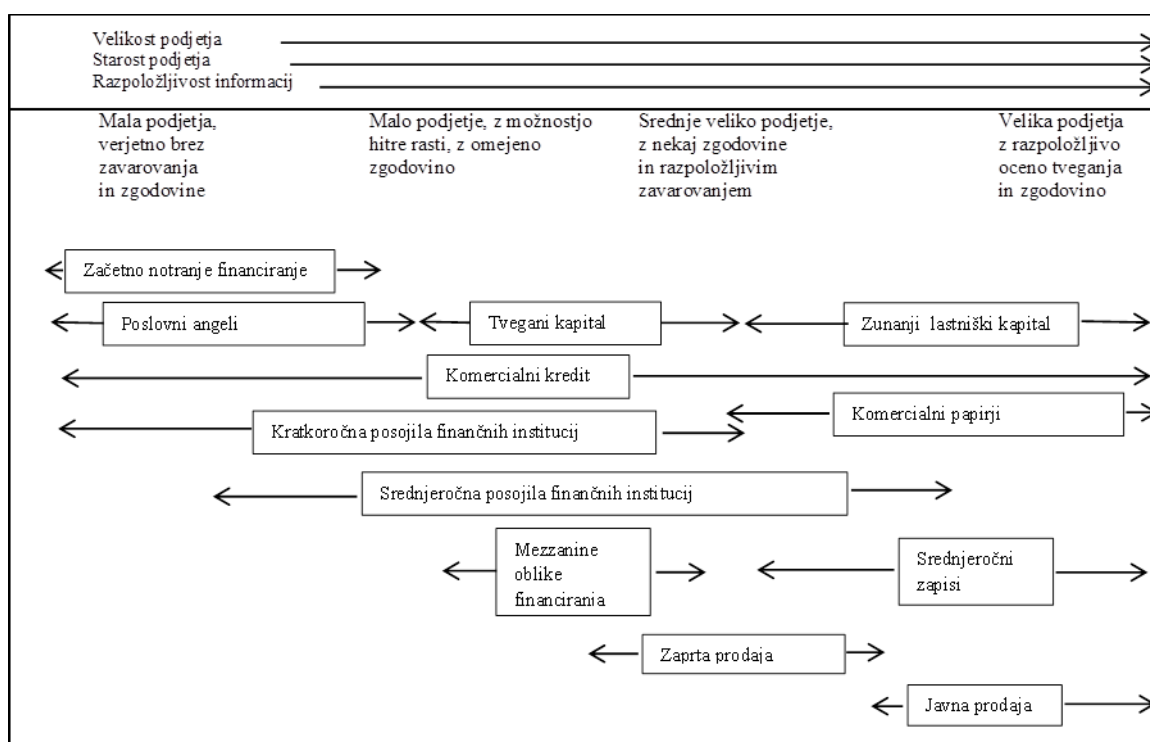 Velikost podjetja
Starost podjetja
Razpoložljivost informacij
Mala podjetja,
verjetno brez
zavarovanja
in zgodovine
Malo podjetje, z možnostjo
hitre rasti, z omejeno
zgodovino
Srednje veliko podjetje,
z nekaj zgodovine
in razpoložljivim
zavarovanjem
Velika podjetja
z razpoložljivo
oceno tveganja
in zgodovino
Začetno notranje financiranje
Poslovni angeli
Tvegani kapital
Zunanji lastniški kapital
Komercialni kredit
Komercialni papirji
Kratkoročna posojila finančnih institucij
Srednjeročna posojila finančnih institucij
Mezzanine
oblike
financirania
Srednjeročni
zapisi
Zaprta prodaja
Javna prodaja